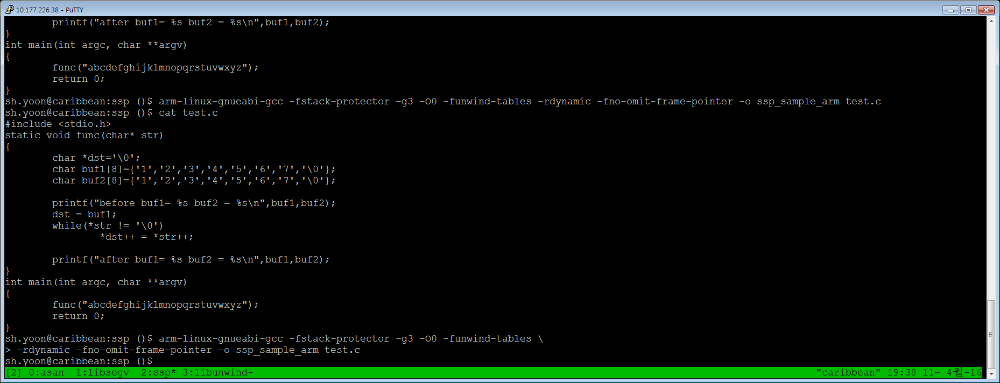 10.177.226.38 - PuTTY
printf("after buf1= %s buf2 = %s\n",buf1,buf2);
}
int main(int argc, char **argv)
{
func("abcdefghijklmnopqrstuvwxyz");
return 0;
}
sh.yoon@caribbean:ssp ()$ arm-linux-gnueabi-gcc -fstack-protector -g3 -O0 -funwind-tables -rdynamic -fno-omit-frame-pointer -o ssp_sample_arm test.c
sh.yoon@caribbean:ssp ()$ cat test.c
#include <stdio.h>
static void func(char* str)
{
char *dst='\0';
char buf1[8]={'1','2','3','4','5','6','7','\0'};
char buf2[8]={'1','2','3','4','5','6','7','\0'};
printf("before buf1= %s buf2 = %s\n",buf1,buf2);
dst = buf1;
while(*str != '\0')
*dst++ = *str++;
printf("after buf1= %s buf2 = %s\n",buf1,buf2);
}
int main(int argc, char **argv)
{
func("abcdefghijklmnopqrstuvwxyz");
return 0;
}
sh.yoon@caribbean:ssp ()$ arm-linux-gnueabi-gcc -fstack-protector -g3 -O0 -funwind-tables \
> -rdynamic -fno-omit-frame-pointer -o ssp_sample_arm test.c
sh.yoon@caribbean:ssp ()$
[2] 0:asan  1:libsegv  2:ssp* 3:libunwind- "caribbean" 19:38 11- 4월-16